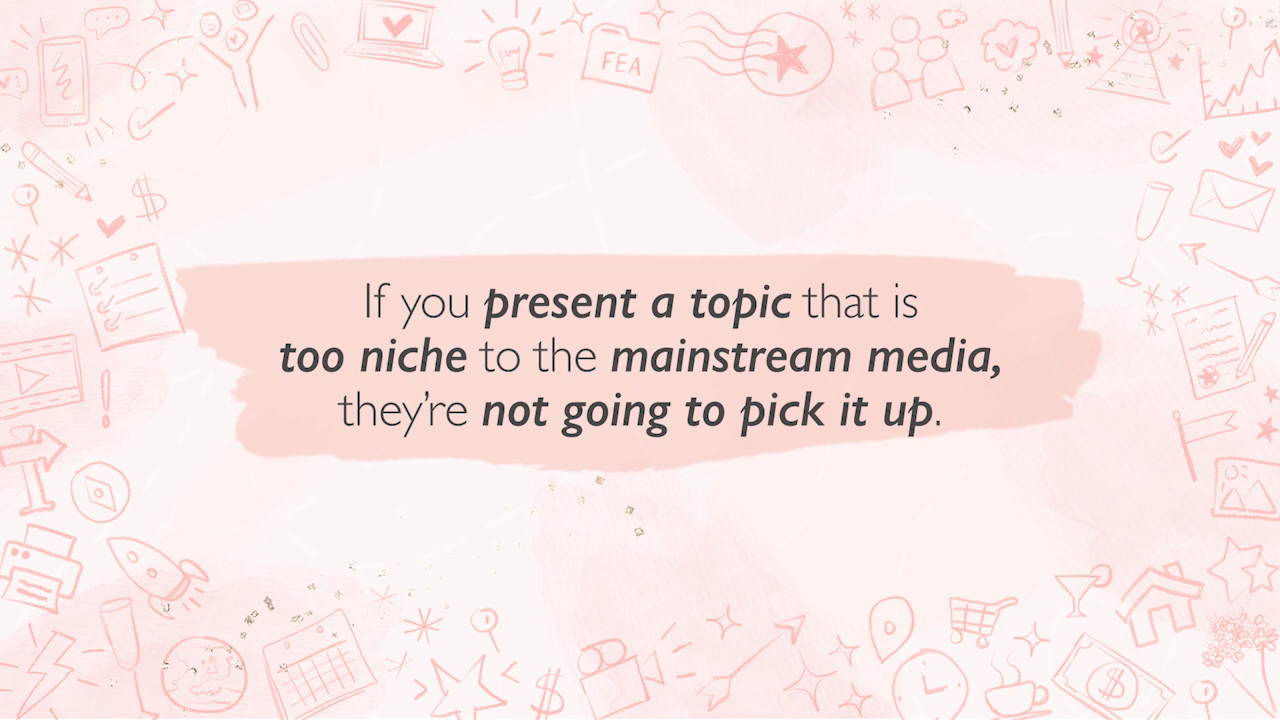 FEA
If you present a topic that is
too niche to the mainstream media,
they’re not going to pick it up.